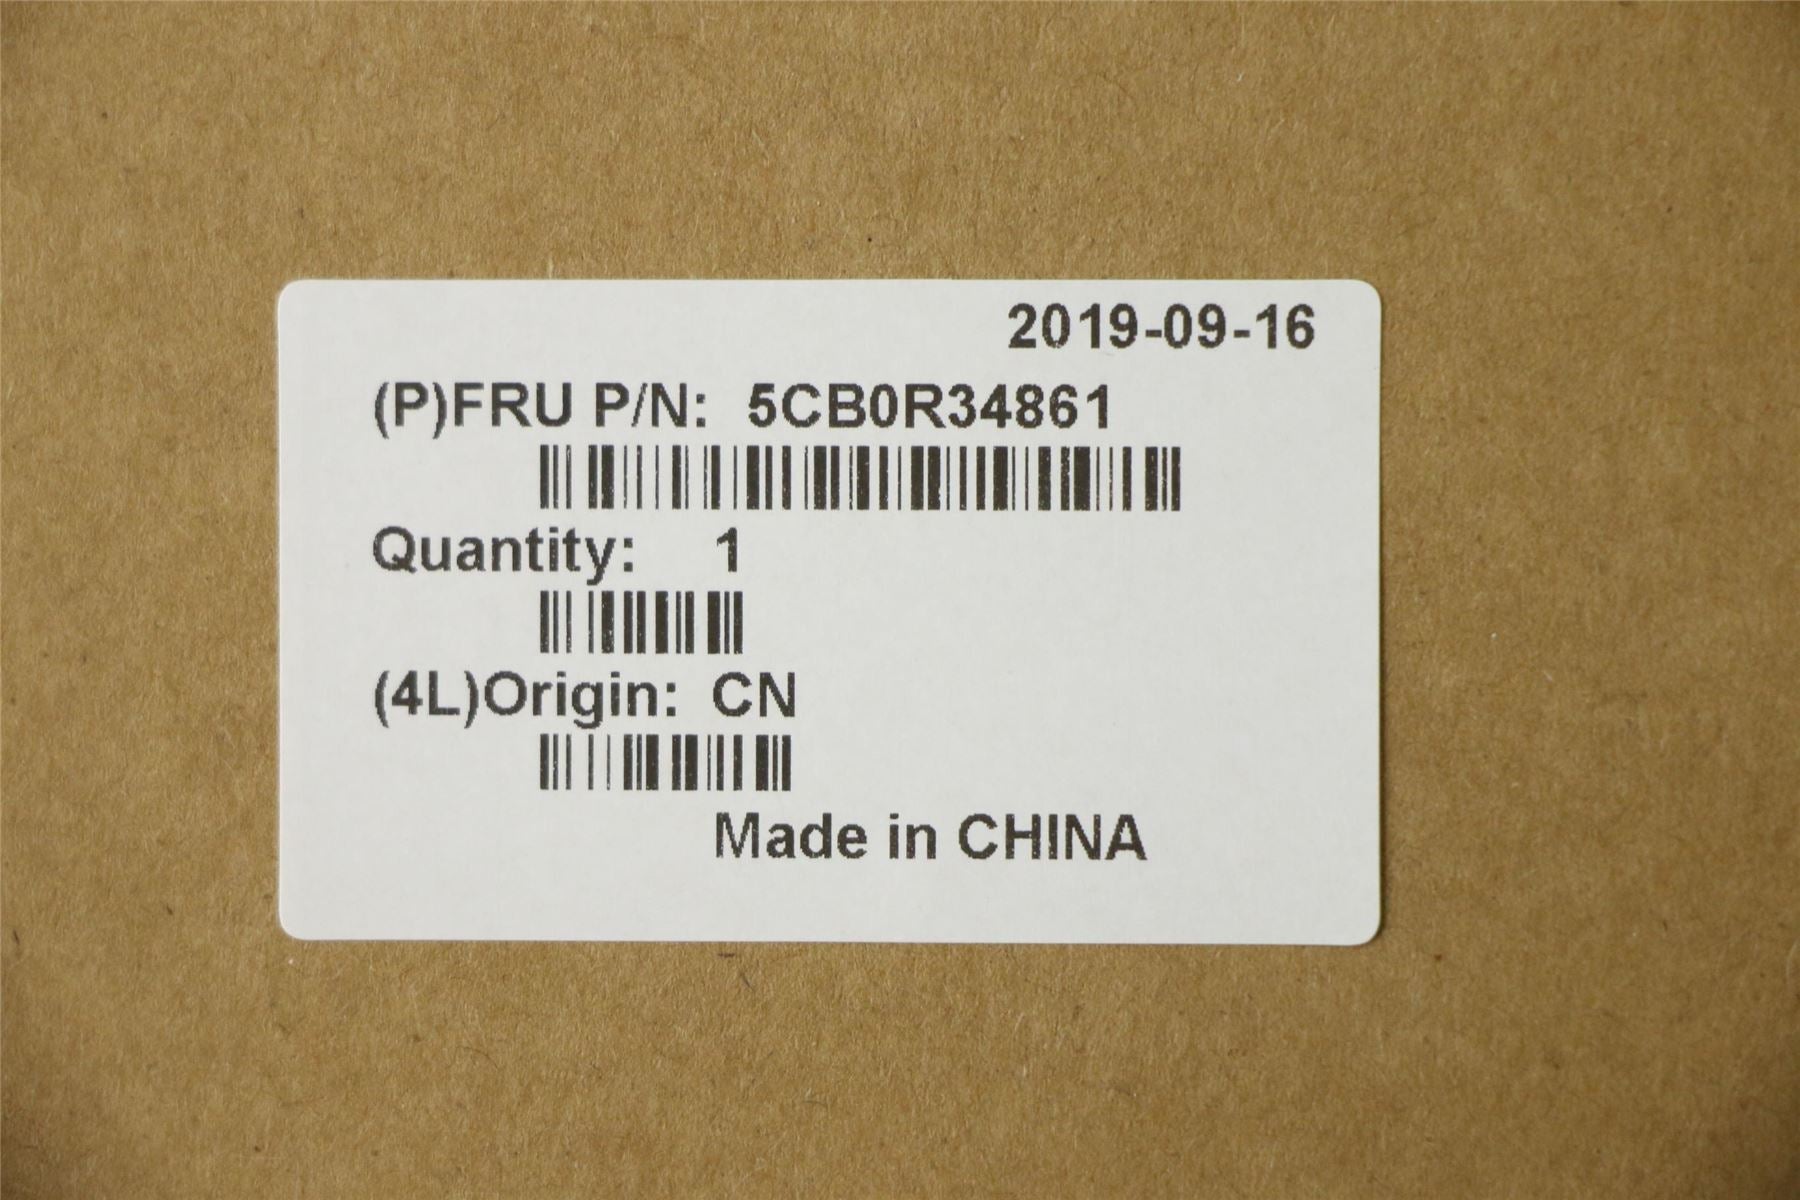 2019-09-16
(P)FRU P/N: 5CB0R34861
Quantity: 1
(4L)Origin: CN
Made in CHINA